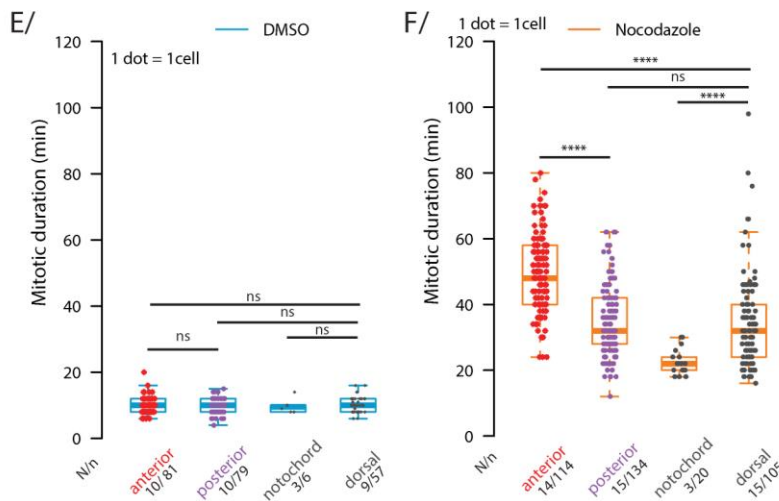 E/
DMSO
1 dot = 1cell
Mitotic duration (min)
120
100
80
60
40
20
0
ns
ns
ns
ns
N/n
anterior
10/81
posterior
10/79
notochord
3/6
dorsal
9/57
F/
1 dot = 1cell
Nocodazole
Mitotic duration (min)
120
100
80
60
40
20
0
****
ns
****
****
N/n
anterior
14/114
posterior
15/134
notochord
3/20
dorsal
15/105